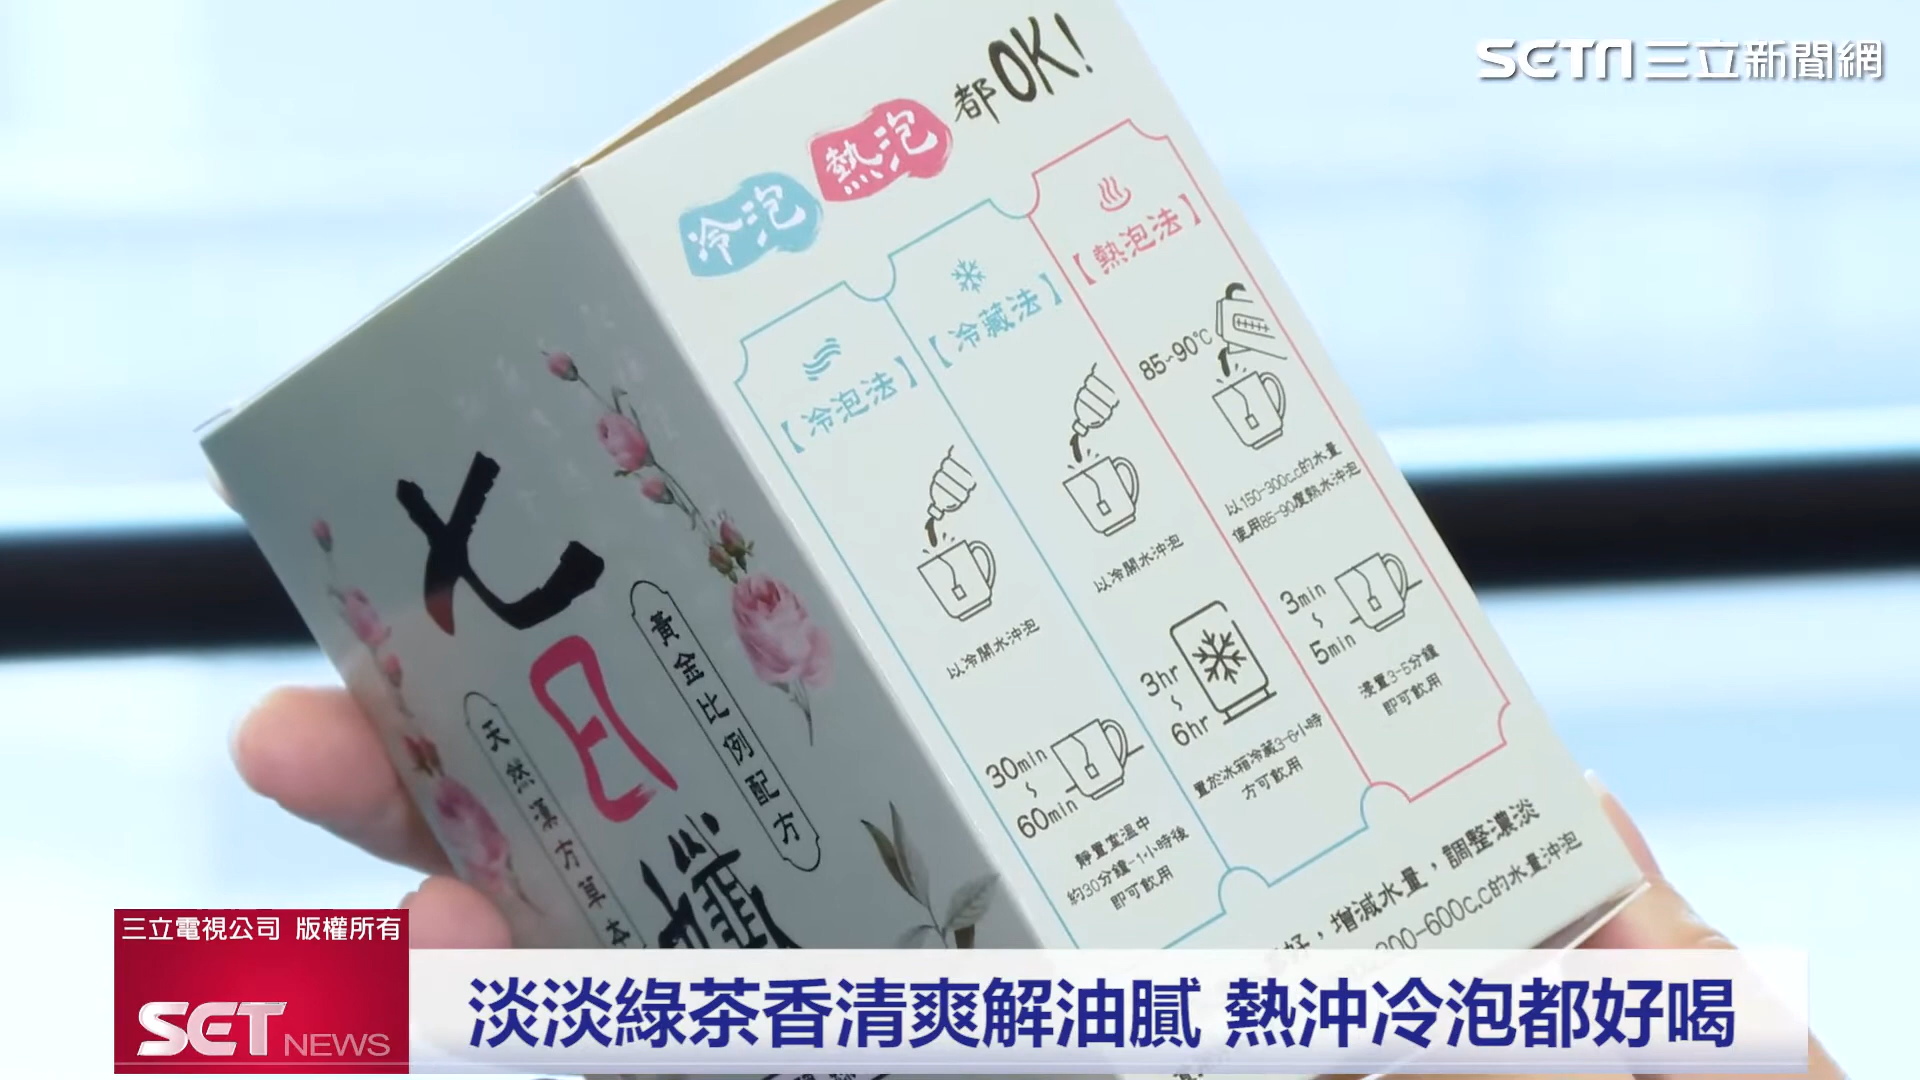 SETN 三立新聞網
冷泡 熱泡 都OK!
【冷泡法】
以冷開水沖泡
30min
~
60min
靜置室溫中
約30分鐘-1小時後
即可飲用
【冷藏法】
以冷開水沖泡
3hr
~
6hr
置於冰箱冷藏3-6小時
方可飲用
【熱泡法】
85~90°C
以150-300c.c的水量
使用85-90度熱水沖泡
3min
~
5min
浸置3-5分鐘
即可飲用
好，增減水量，調整濃淡
300-600c.c的水量沖泡
七日孅
黃金比例配方
天然漢方草本
三立電視公司 版權所有
SET NEWS
淡淡綠茶香清爽解油膩 熱沖冷泡都好喝